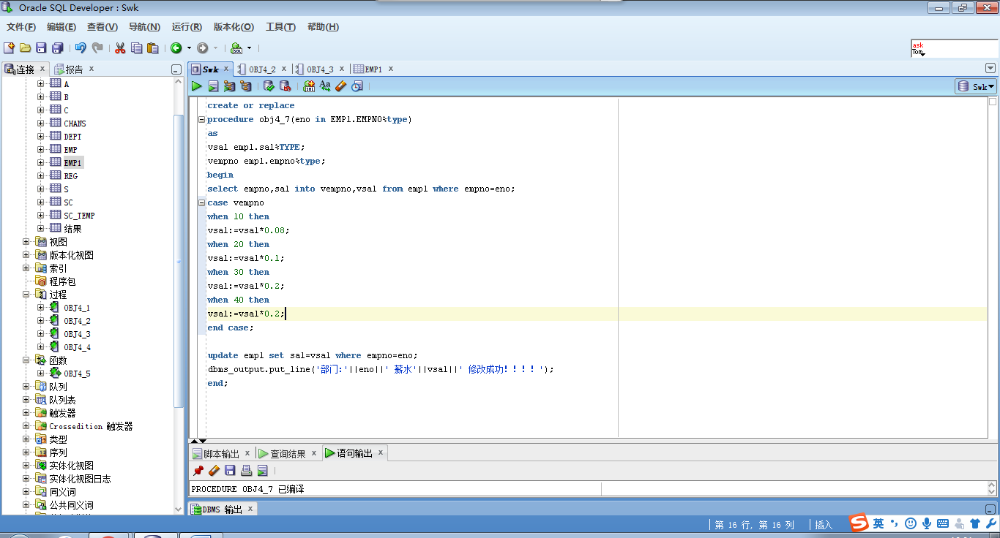 Oracle SQL Developer : Swk
文件(F) 编辑(E) 查看(V) 导航(N) 运行(R) 版本化(O) 工具(T) 帮助(H)
ask
Tom
连接 x 报告 x
Swk x OBJ4_2 x OBJ4_3 x EMP1 x
Swk
A
B
C
CHANS
DEPT
EMP
EMP1
REG
S
SC
SC_TEMP
结果
视图
版本化视图
索引
程序包
过程
OBJ4_1
OBJ4_2
OBJ4_3
OBJ4_4
函数
OBJ4_5
队列
队列表
触发器
Crossedition 触发器
类型
序列
实体化视图
实体化视图日志
同义词
公共同义词
create or replace
procedure obj4_7(eno in EMP1.EMPNO%type)
as
vsal emp1.sal%TYPE;
vempno emp1.empno%type;
begin
select empno,sal into vempno,vsal from emp1 where empno=eno;
case vempno
when 10 then
vsal:=vsal*0.08;
when 20 then
vsal:=vsal*0.1;
when 30 then
vsal:=vsal*0.2;
when 40 then
vsal:=vsal*0.2;
end case;
update emp1 set sal=vsal where empno=eno;
dbms_output.put_line('部门:'||eno||' 薪水'||vsal||' 修改成功!!!! ');
end;
脚本输出 x 查询结果 x 语句输出 x
PROCEDURE OBJ4_7 已编译
DBMS 输出 x
第 16 行, 第 16 列 插入
英